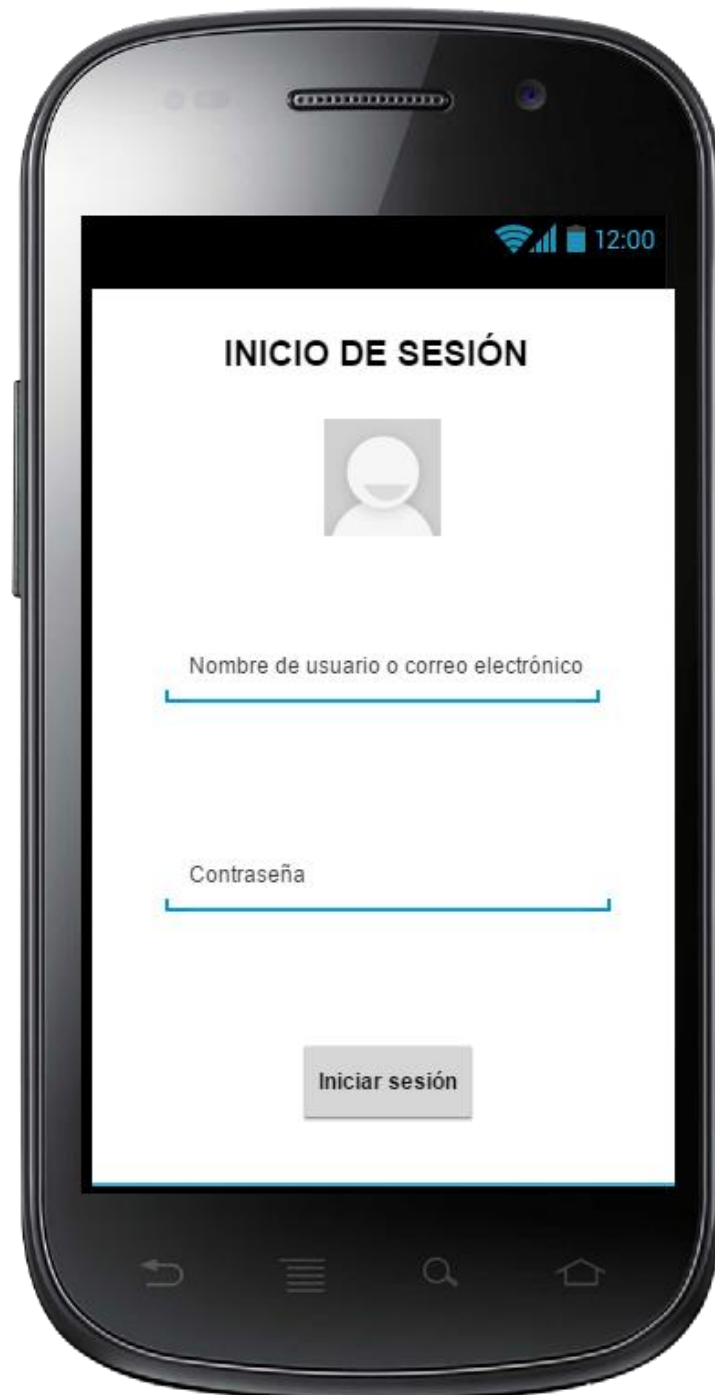 12:00
INICIO DE SESIÓN
Nombre de usuario o correo electrónico
Contraseña
Iniciar sesión